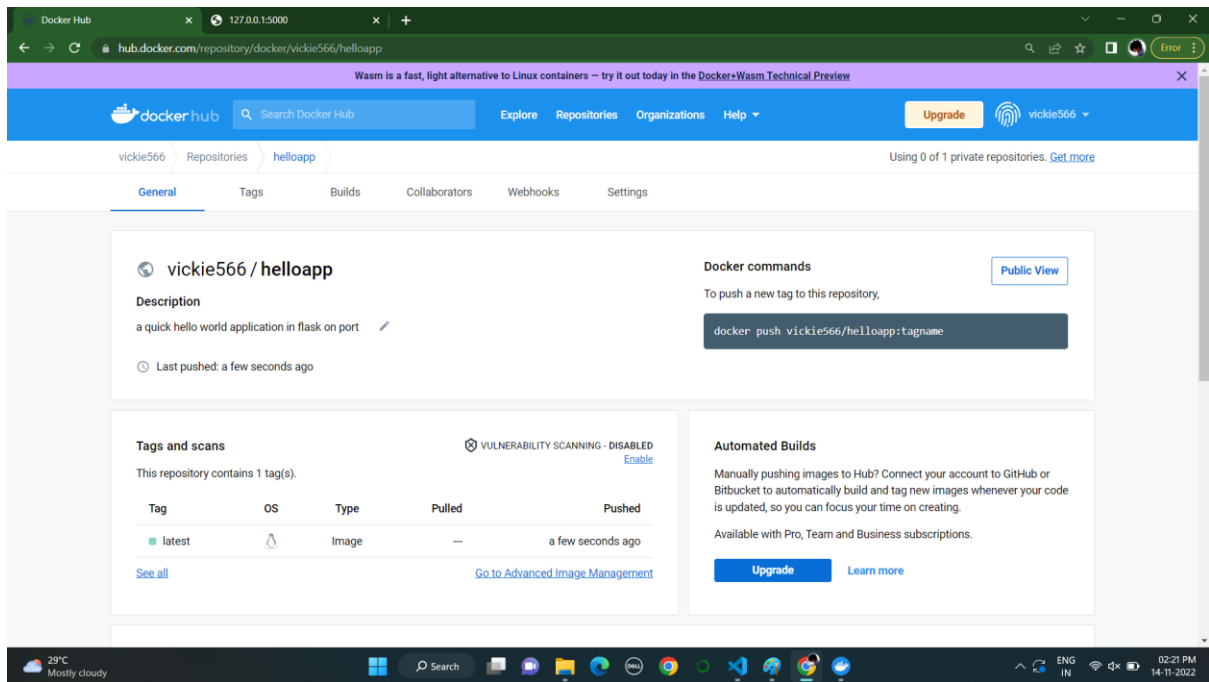 Docker Hub
127.0.0.1:5000
hub.docker.com/repository/docker/vickie566/helloapp
Error
Wasm is a fast, light alternative to Linux containers — try it out today in the Docker+Wasm Technical Preview
dockerhub
Search Docker Hub
Explore Repositories Organizations Help
Upgrade
vickie566
vickie566 Repositories helloapp
Using 0 of 1 private repositories. Get more
General Tags Builds Collaborators Webhooks Settings
vickie566 / helloapp
Description
a quick hello world application in flask on port
Last pushed: a few seconds ago
Docker commands
Public View
To push a new tag to this repository,
docker push vickie566/helloapp:tagname
Tags and scans
VULNERABILITY SCANNING - DISABLED
Enable
This repository contains 1 tag(s).
Tag OS Type Pulled Pushed
latest Image --- a few seconds ago
See all
Go to Advanced Image Management
Automated Builds
Manually pushing images to Hub? Connect your account to GitHub or
Bitbucket to automatically build and tag new images whenever your code
is updated, so you can focus your time on creating.
Available with Pro, Team and Business subscriptions.
Upgrade
Learn more
29°C
Mostly cloudy
Search
DELL
ENG
IN
02:21 PM
14-11-2022